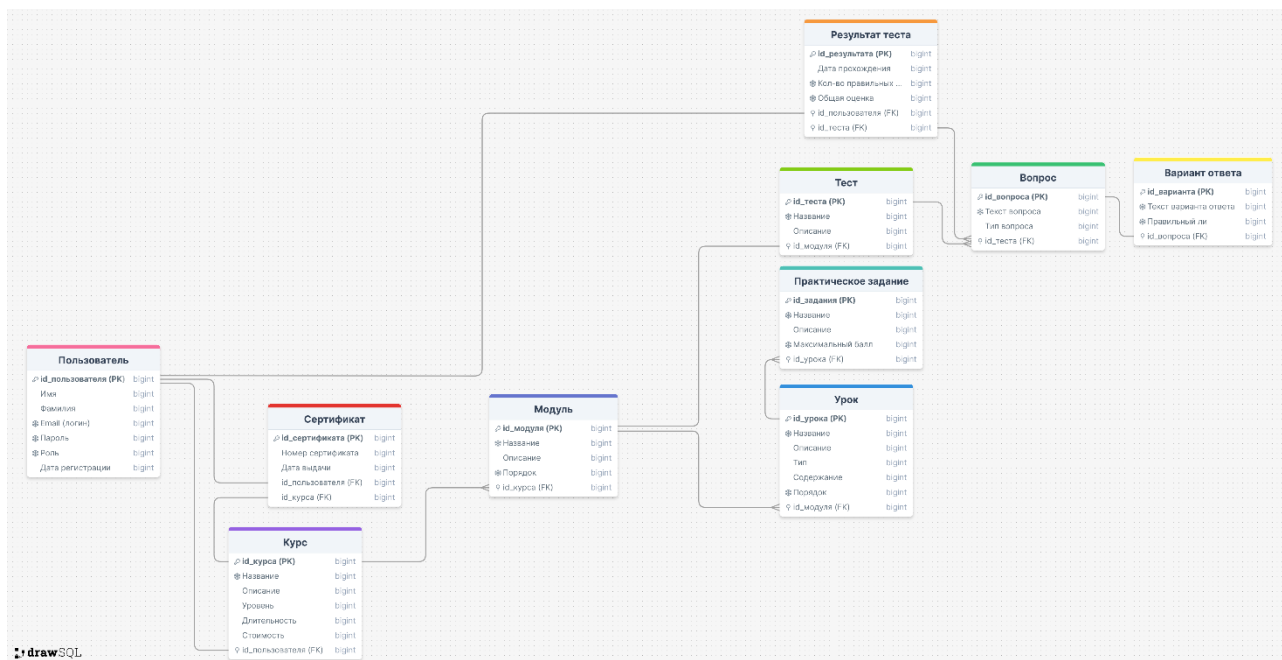 Результат теста
id_результата (PK) bigint
Дата прохождения bigint
Кол-во правильных ... bigint
Общая оценка bigint
id_пользователя (FK) bigint
id_теста (FK) bigint
Тест
id_теста (PK) bigint
Название bigint
Описание bigint
id_модуля (FK) bigint
Вопрос
id_вопроса (PK) bigint
Текст вопроса bigint
Тип вопроса bigint
id_теста (FK) bigint
Вариант ответа
id_варианта (PK) bigint
Текст варианта ответа bigint
Правильный ли bigint
id_вопроса (FK) bigint
Практическое задание
id_задания (PK) bigint
Название bigint
Описание bigint
Максимальный балл bigint
id_урока (FK) bigint
Пользователь
id_пользователя (PK) bigint
Имя bigint
Фамилия bigint
Email (логин) bigint
Пароль bigint
Роль bigint
Дата регистрации bigint
Сертификат
id_сертификата (PK) bigint
Номер сертификата bigint
Дата выдачи bigint
id_пользователя (FK) bigint
id_курса (FK) bigint
Модуль
id_модуля (PK) bigint
Название bigint
Описание bigint
Порядок bigint
id_курса (FK) bigint
Урок
id_урока (PK) bigint
Название bigint
Описание bigint
Тип bigint
Содержание bigint
Порядок bigint
id_модуля (FK) bigint
Курс
id_курса (PK) bigint
Название bigint
Описание bigint
Уровень bigint
Длительность bigint
Стоимость bigint
id_пользователя (FK) bigint
drawSQL